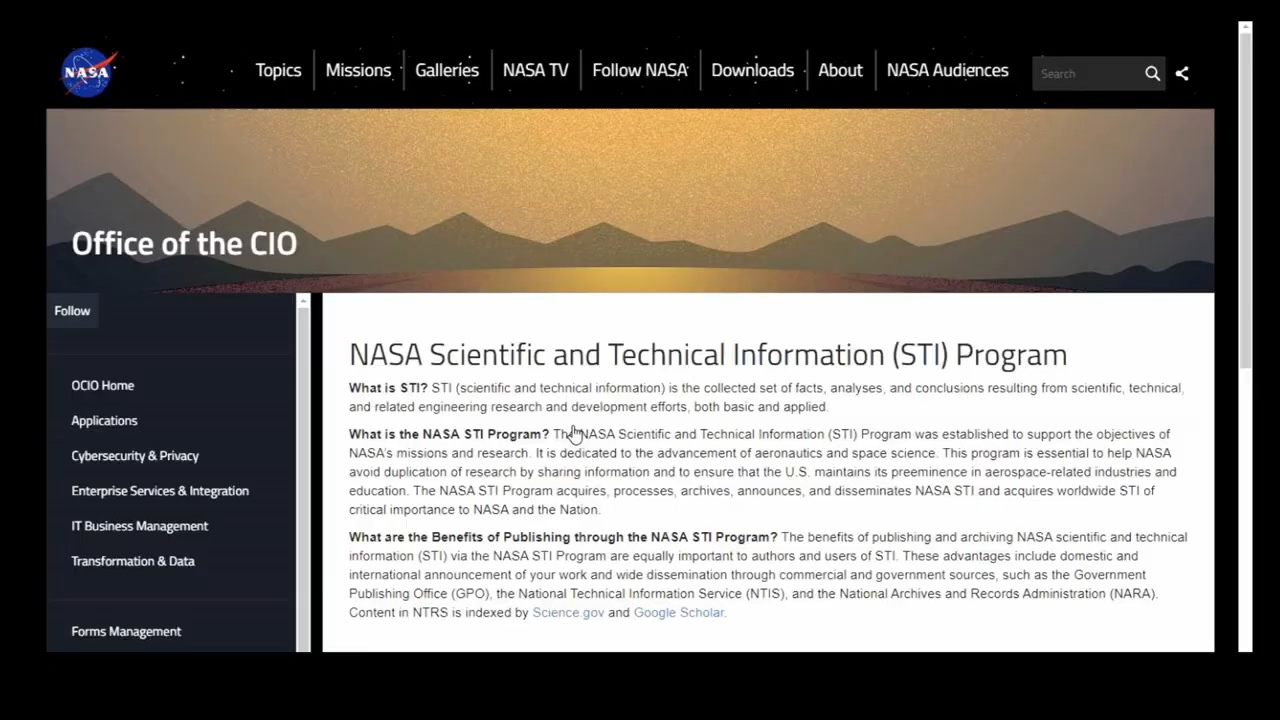 NASA
Topics
Missions
Galleries
NASA TV
Follow NASA
Downloads
About
NASA Audiences
Search
Office of the CIO
Follow
OCIO Home
Applications
Cybersecurity & Privacy
Enterprise Services & Integration
IT Business Management
Transformation & Data
Forms Management
NASA Scientific and Technical Information (STI) Program
What is STI? STI (scientific and technical information) is the collected set of facts, analyses, and conclusions resulting from scientific, technical,
and related engineering research and development efforts, both basic and applied.
What is the NASA STI Program? The NASA Scientific and Technical Information (STI) Program was established to support the objectives of
NASA's missions and research. It is dedicated to the advancement of aeronautics and space science. This program is essential to help NASA
avoid duplication of research by sharing information and to ensure that the U.S. maintains its preeminence in aerospace-related industries and
education. The NASA STI Program acquires, processes, archives, announces, and disseminates NASA STI and acquires worldwide STI of
critical importance to NASA and the Nation.
What are the Benefits of Publishing through the NASA STI Program? The benefits of publishing and archiving NASA scientific and technical
information (STI) via the NASA STI Program are equally important to authors and users of STI. These advantages include domestic and
international announcement of your work and wide dissemination through commercial and government sources, such as the Government
Publishing Office (GPO), the National Technical Information Service (NTIS), and the National Archives and Records Administration (NARA).
Content in NTRS is indexed by Science.gov and Google Scholar.